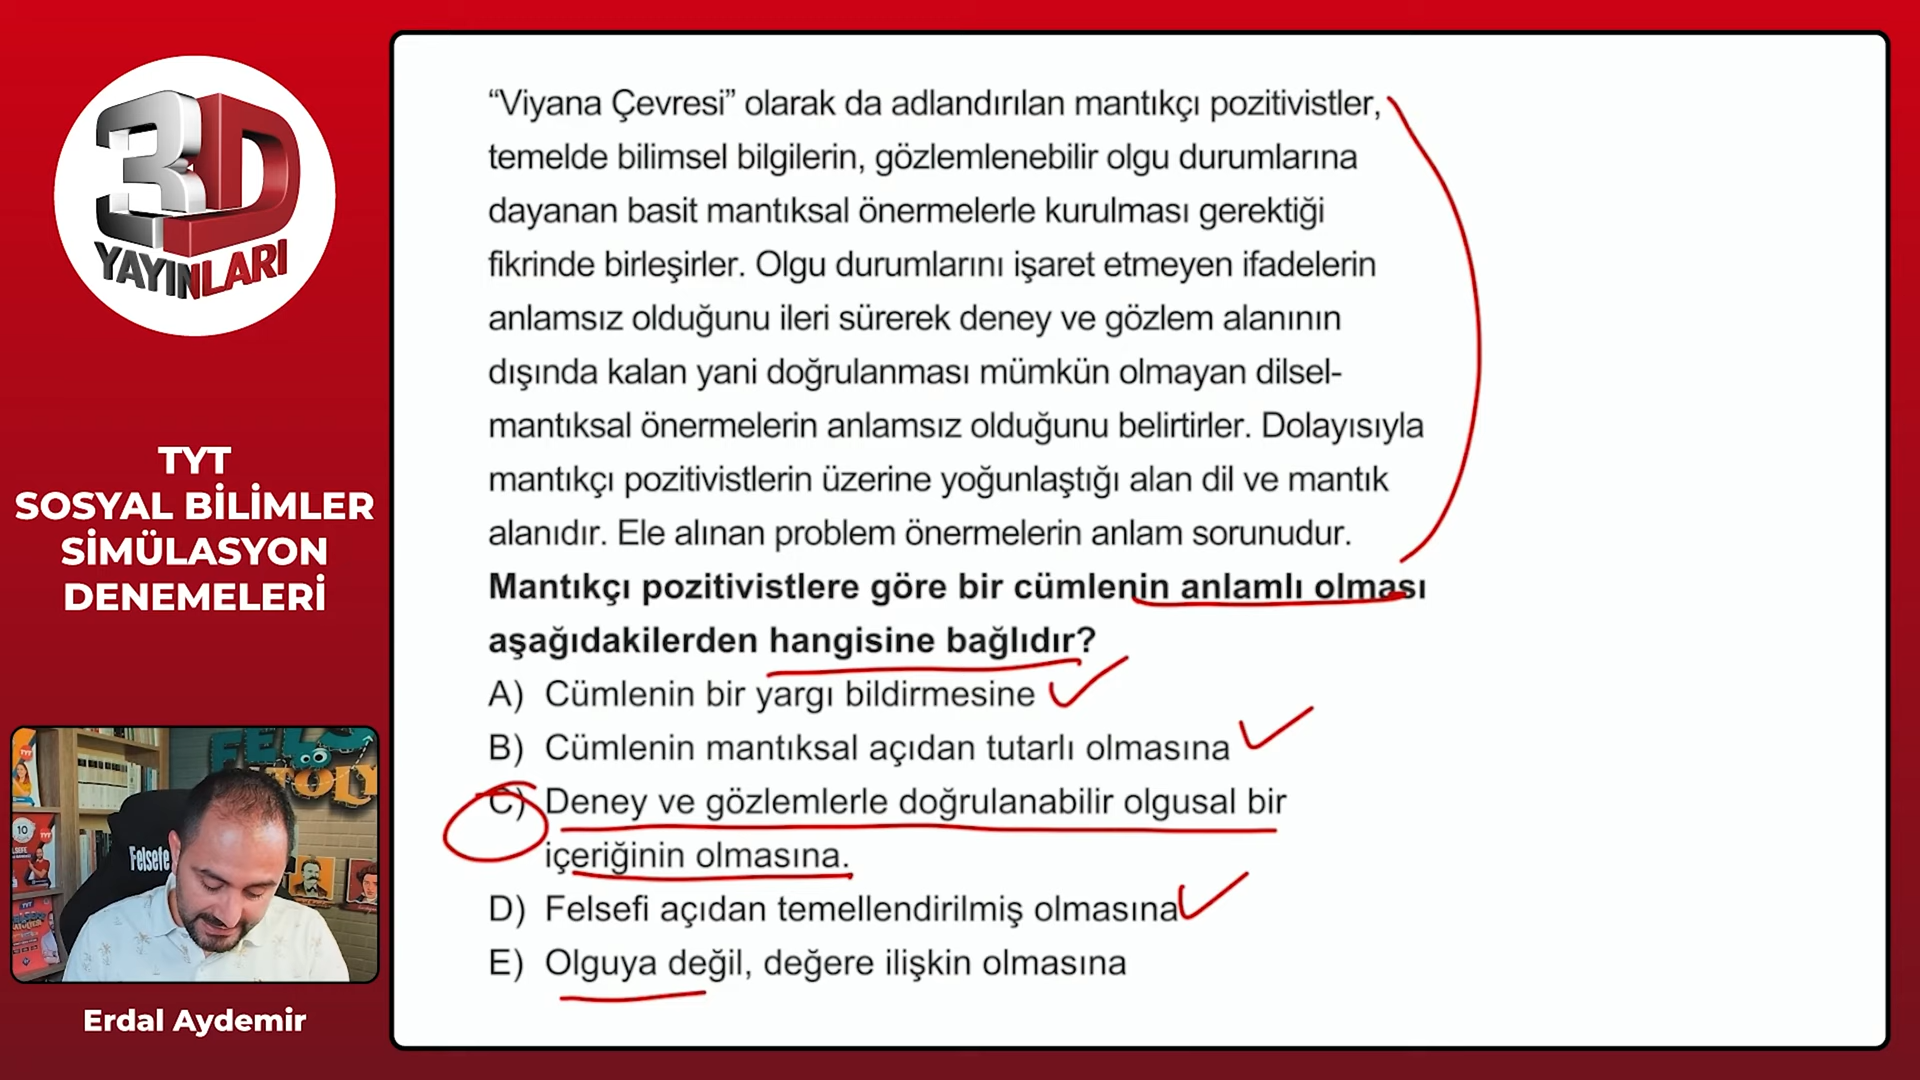 3D
YAYINLARI
TYT
SOSYAL BİLİMLER
SİMÜLASYON
DENEMELERİ
Felsefe
10
Erdal Aydemir
“Viyana Çevresi” olarak da adlandırılan mantıkçı pozitivistler,
temelde bilimsel bilgilerin, gözlemlenebilir olgu durumlarına
dayanan basit mantıksal önermelerle kurulması gerektiği
fikrinde birleşirler. Olgu durumlarını işaret etmeyen ifadelerin
anlamsız olduğunu ileri sürerek deney ve gözlem alanının
dışında kalan yani doğrulanması mümkün olmayan dilsel-
mantıksal önermelerin anlamsız olduğunu belirtirler. Dolayısıyla
mantıkçı pozitivistlerin üzerine yoğunlaştığı alan dil ve mantık
alanıdır. Ele alınan problem önermelerin anlam sorunudur.
Mantıkçı pozitivistlere göre bir cümlenin anlamlı olması
aşağıdakilerden hangisine bağlıdır?
A) Cümlenin bir yargı bildirmesine
B) Cümlenin mantıksal açıdan tutarlı olmasına
C) Deney ve gözlemlerle doğrulanabilir olgusal bir
içeriğinin olmasına.
D) Felsefi açıdan temellendirilmiş olmasına
E) Olguya değil, değere ilişkin olmasına